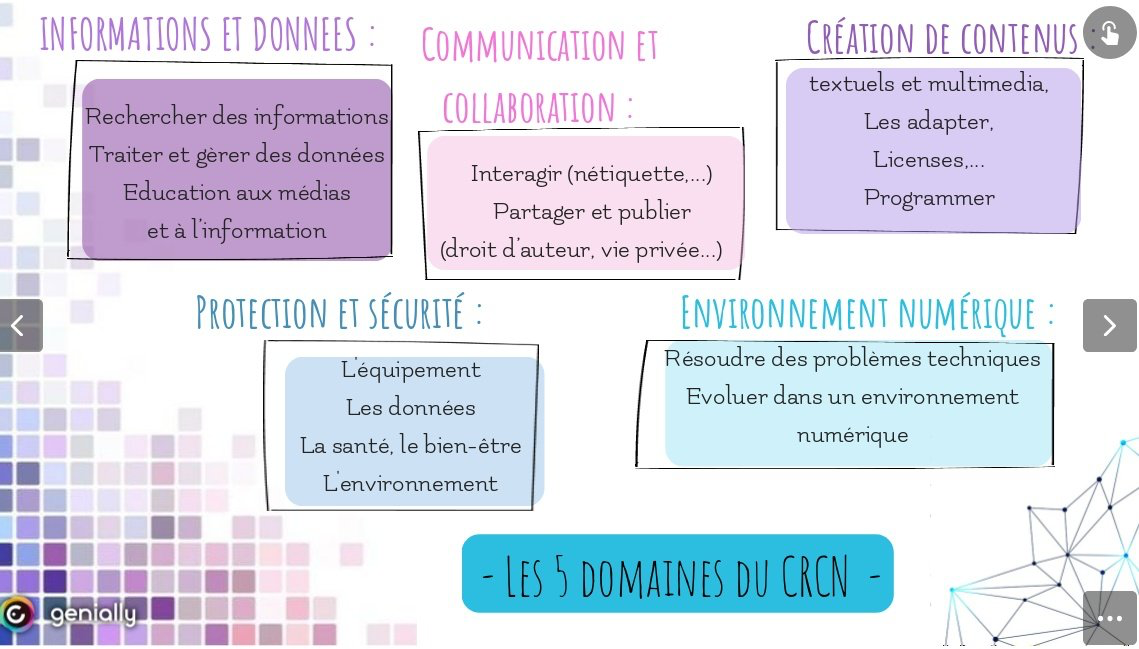 INFORMATIONS ET DONNEES :
Rechercher des informations
Traiter et gèrer des données
Education aux médias
et à l'information
COMMUNICATION ET
COLLABORATION :
Interagir (nétiquette,...)
Partager et publier
(droit d'auteur, vie privée...)
CRÉATION DE CONTENUS :
textuels et multimedia,
Les adapter,
Licenses,...
Programmer
PROTECTION ET SÉCURITÉ :
L'équipement
Les données
La santé, le bien-être
L'environnement
ENVIRONNEMENT NUMÉRIQUE :
Résoudre des problèmes techniques
Evoluer dans un environnement
numérique
- LES 5 DOMAINES DU CRCN -
genially